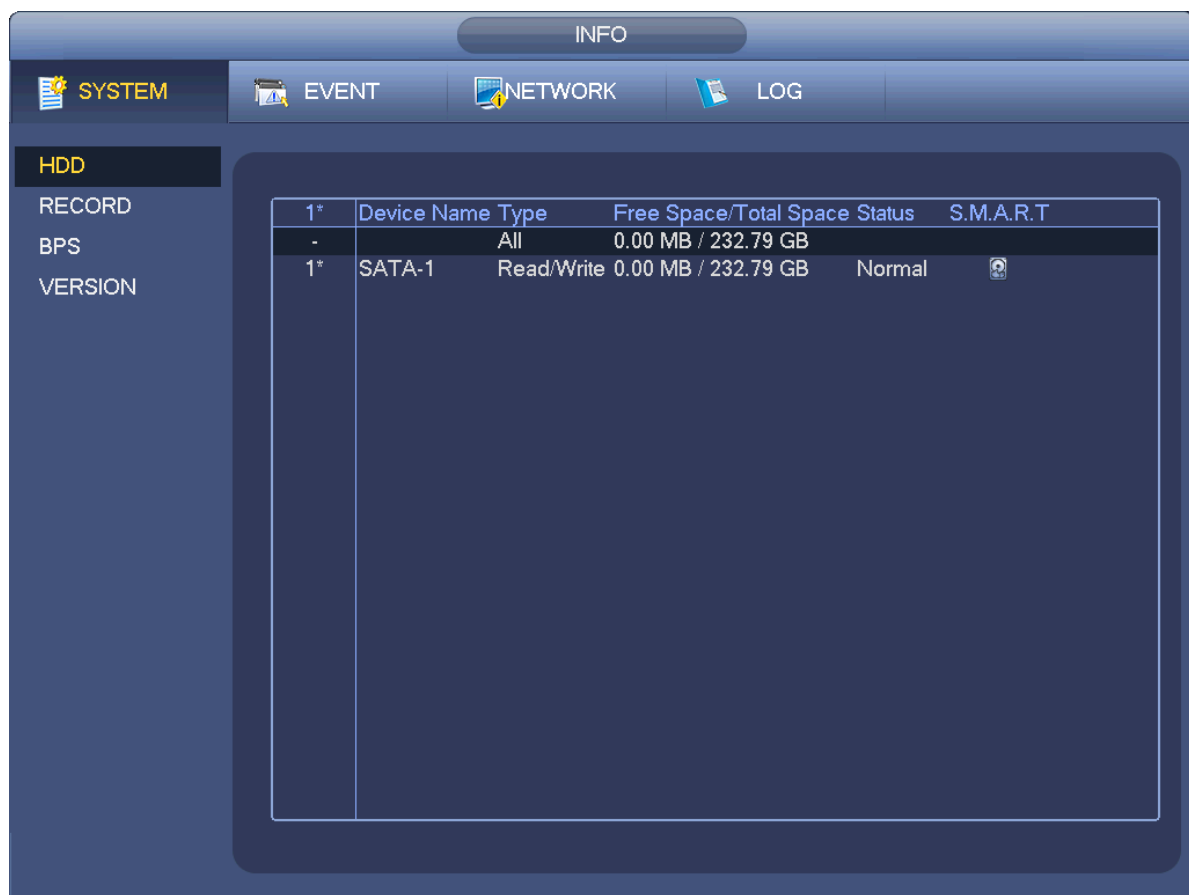 INFO
SYSTEM EVENT NETWORK LOG
HDD
RECORD
BPS
VERSION
1* Device Name Type Free Space/Total Space Status S.M.A.R.T
- All 0.00 MB / 232.79 GB
1* SATA-1 Read/Write 0.00 MB / 232.79 GB Normal